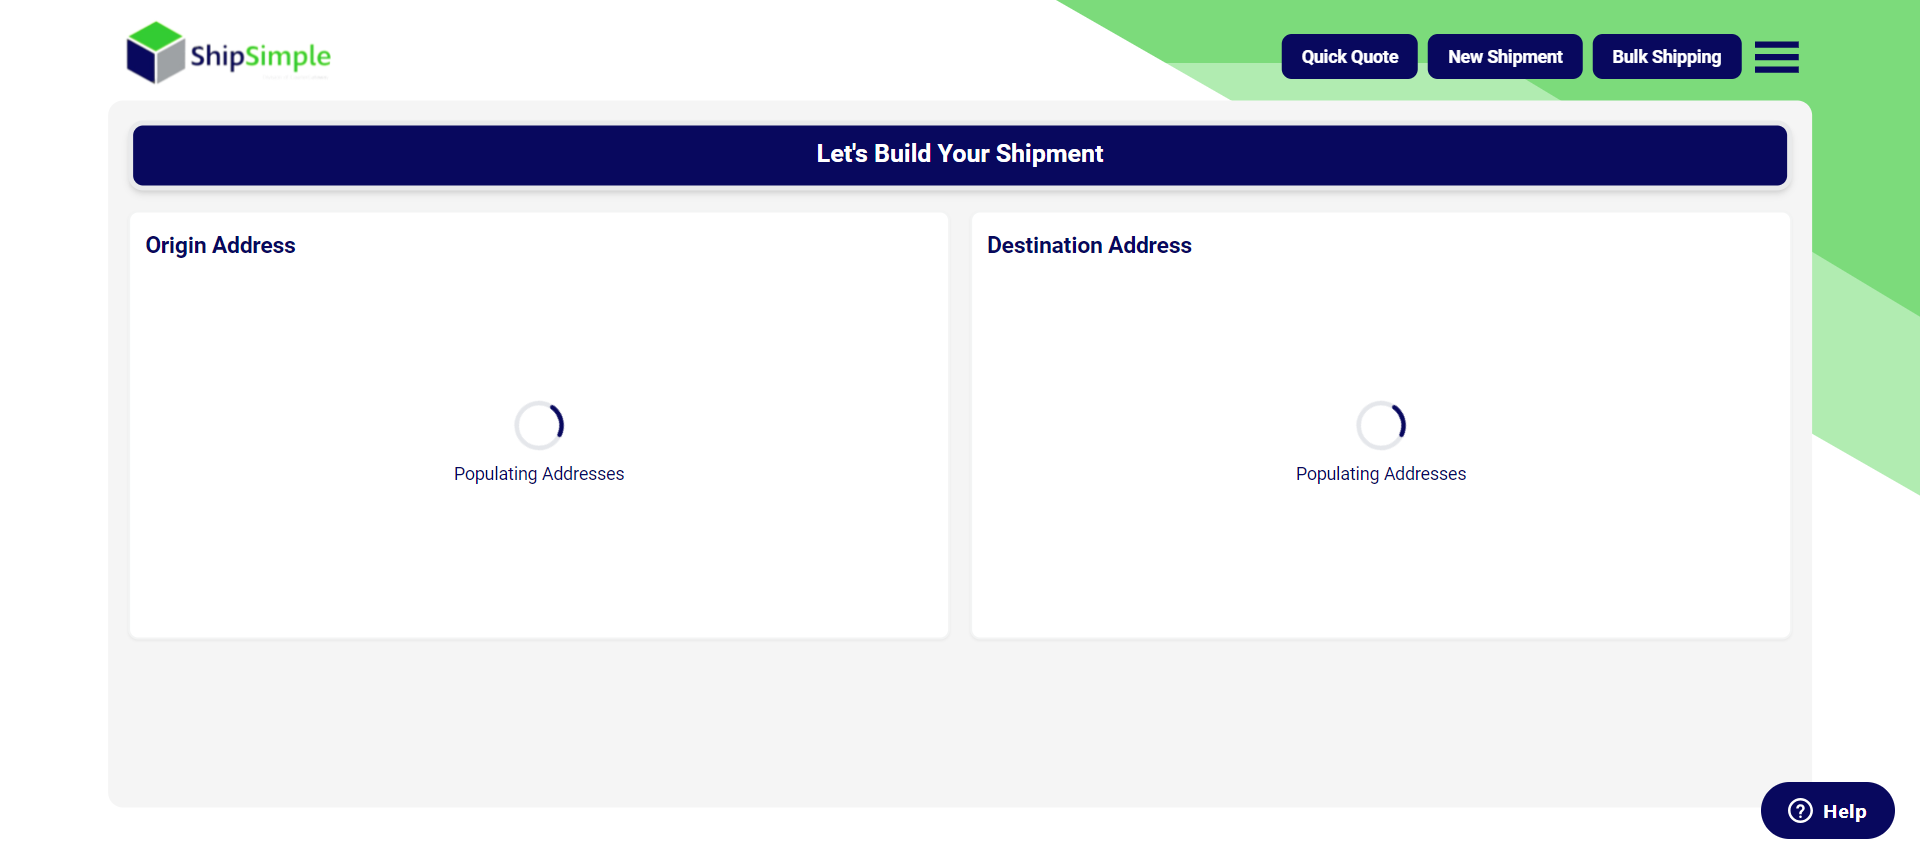 ShipSimple
Quick Quote
New Shipment
Bulk Shipping
Let's Build Your Shipment
Origin Address
Destination Address
Populating Addresses
Populating Addresses
Help